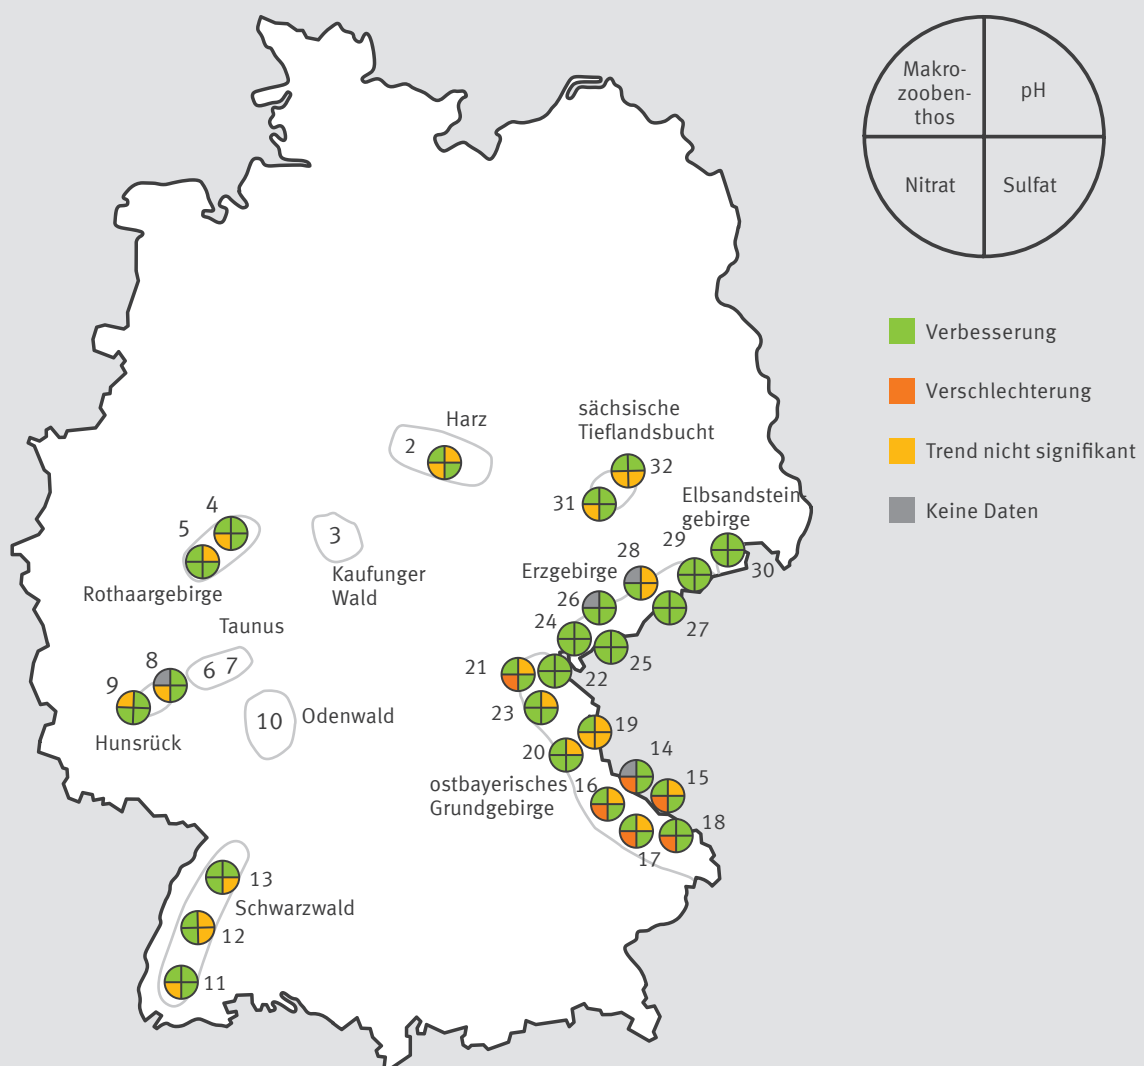 Makro-
zooben-
thos
pH
Nitrat
Sulfat
Verbesserung
Verschlechterung
Trend nicht signifikant
Keine Daten
Harz
2
sächsische
Tieflandsbucht
32
31
Elbsandstein-
gebirge
4
5
Rothaargebirge
3
Kaufunger
Wald
Erzgebirge
28
29
30
26
27
24
25
Taunus
6
7
8
9
Hunsrück
10
Odenwald
21
22
23
19
20
14
15
ostbayerisches
Grundgebirge
16
17
18
13
Schwarzwald
12
11